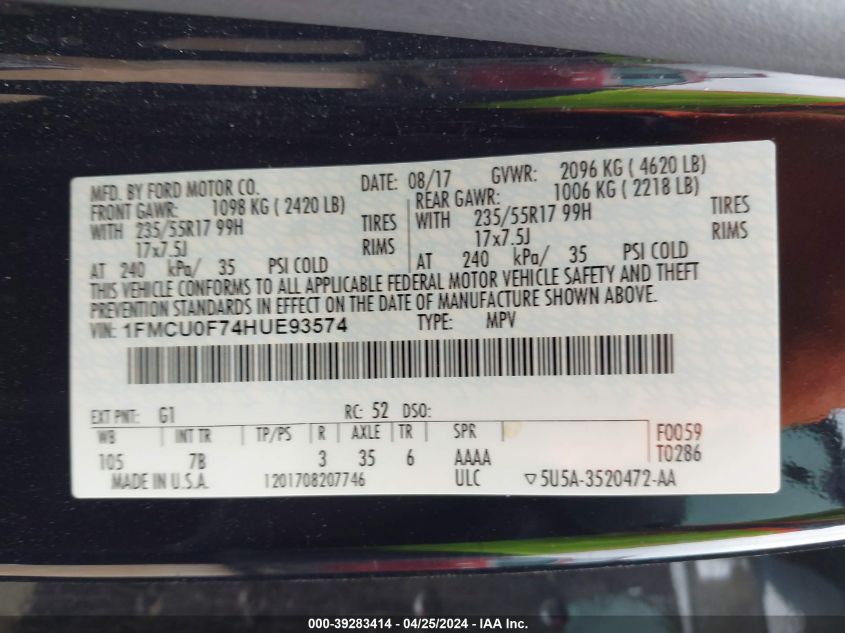 MFD. BY FORD MOTOR CO. DATE: 08/17 GVWR: 2096 KG ( 4620 LB)
FRONT GAWR: 1098 KG ( 2420 LB) REAR GAWR: 1006 KG ( 2218 LB)
WITH 235/55R17 99H TIRES WITH 235/55R17 99H TIRES
17x7.5J RIMS 17x7.5J RIMS
AT 240 kPa/ 35 PSI COLD AT 240 kPa/ 35 PSI COLD
THIS VEHICLE CONFORMS TO ALL APPLICABLE FEDERAL MOTOR VEHICLE SAFETY AND THEFT
PREVENTION STANDARDS IN EFFECT ON THE DATE OF MANUFACTURE SHOWN ABOVE.
VIN: 1FMCU0F74HUE93574 TYPE: MPV
EXT PNT: G1 RC: 52 DSO:
WB INT TR TP/PS R AXLE TR SPR F0059
105 7B 3 35 6 AAAA T0286
MADE IN U.S.A. 1201708207746 ULC ▽5U5A-3520472-AA
000-39283414 - 04/25/2024 - IAA Inc.